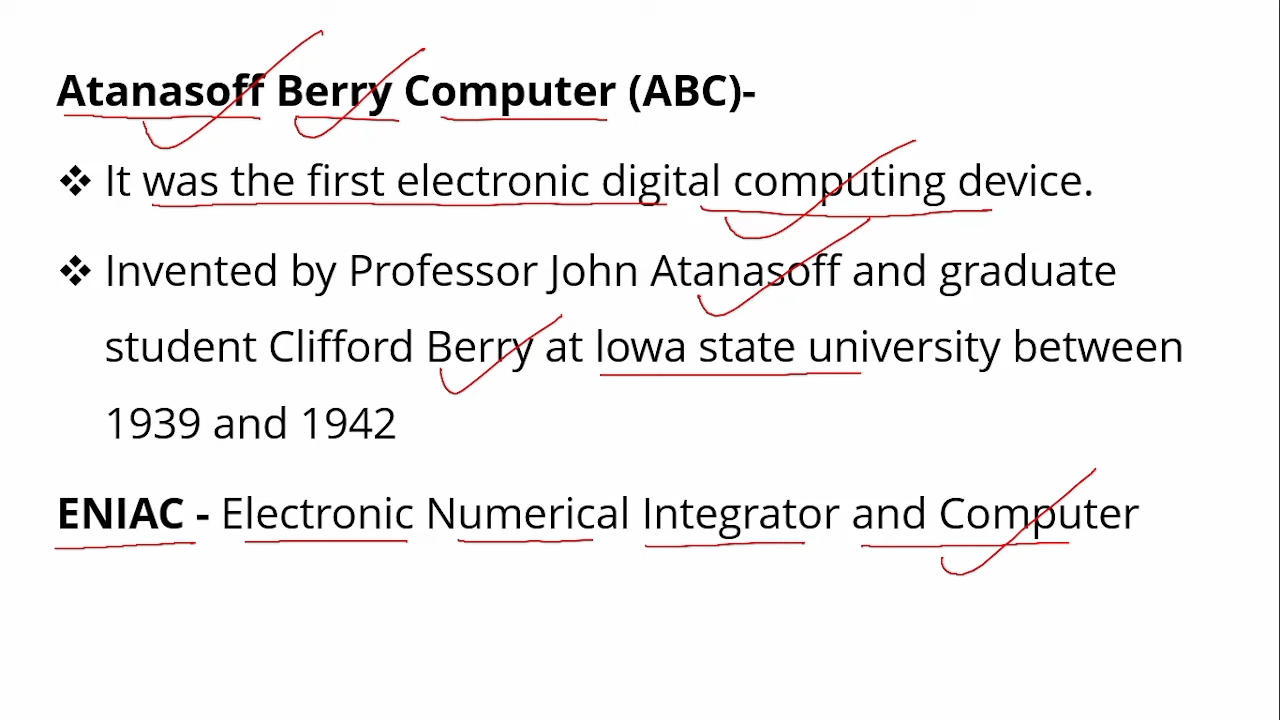 Atanasoff Berry Computer (ABC)-
❖ It was the first electronic digital computing device.
❖ Invented by Professor John Atanasoff and graduate
student Clifford Berry at lowa state university between
1939 and 1942
ENIAC - Electronic Numerical Integrator and Computer